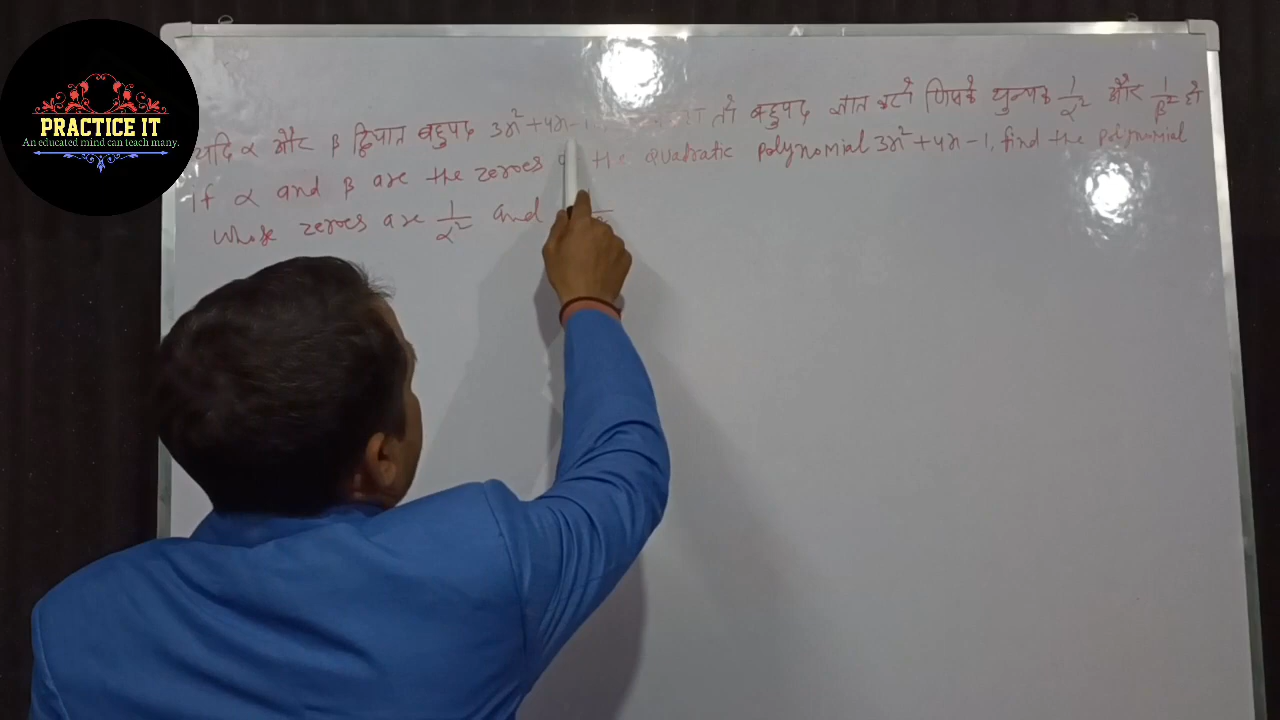 PRACTICE IT
An educated mind can teach many.
यदि α और β द्विघात बहुपद 3x²+4x-1 हो तो बहुपद ज्ञात करो जिसके शुन्यक 1/α² और 1/β² हो
if α and β are the zeroes the Quadratic Polynomial 3x²+4x-1, find the polynomial
whose zeroes are 1/α² and